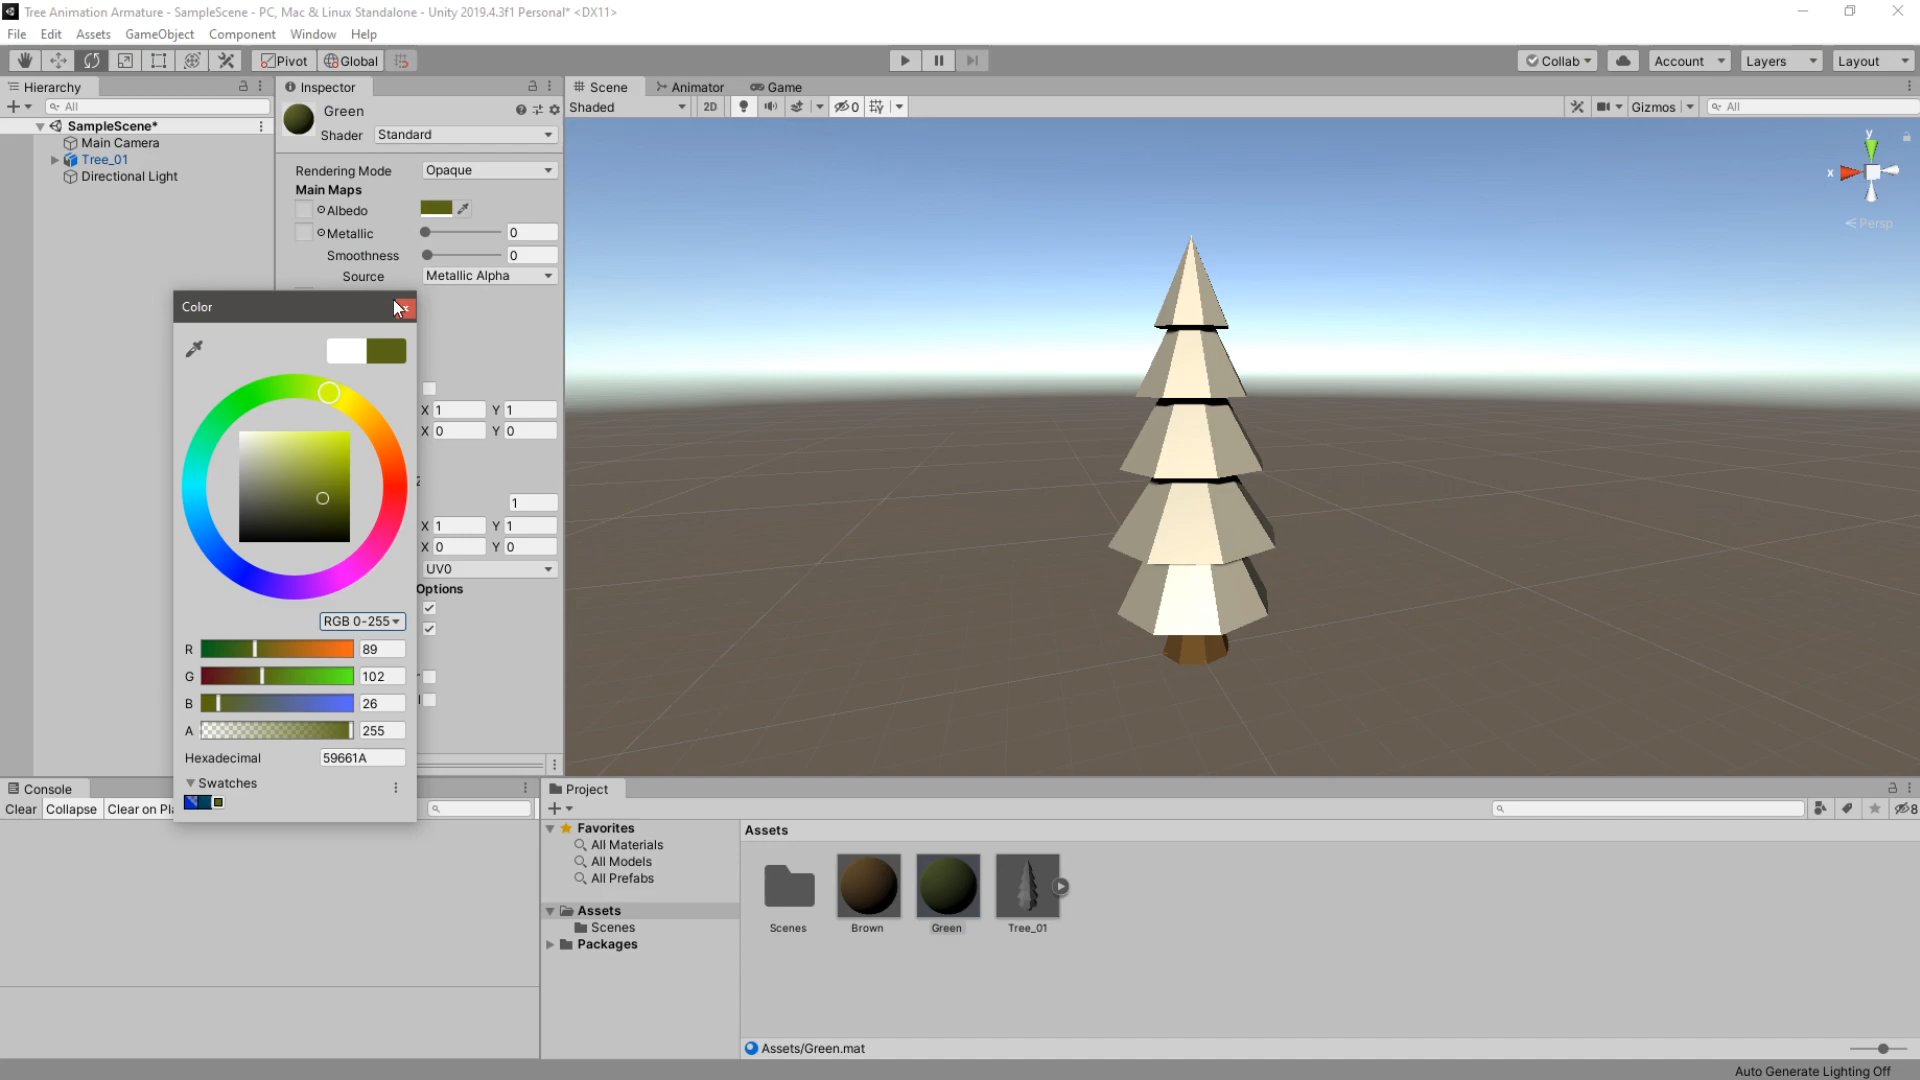 Tree Animation Armature - SampleScene - PC, Mac & Linux Standalone - Unity 2019.4.3f1 Personal* <DX11>
File Edit Assets GameObject Component Window Help
Pivot Global Collab Account Layers Layout
Hierarchy Inspector Scene Animator Game
All
Green
Shaded 2D 0 Gizmos All
SampleScene*
Main Camera
Tree_01
Directional Light
Shader Standard
Rendering Mode Opaque
Main Maps
Albedo
Metallic 0
Smoothness 0
Source Metallic Alpha
y
x
Persp
Color
X 1 Y 1
X 0 Y 0
1
X 1 Y 1
X 0 Y 0
UV0
Options
RGB 0-255
R 89
G 102
B 26
A 255
Hexadecimal 59661A
Swatches
Console Project
Clear Collapse Clear on Pla
8
Favorites
All Materials
All Models
All Prefabs
Assets
Scenes
Packages
Assets
Scenes Brown Green Tree_01
Assets/Green.mat
Auto Generate Lighting Off